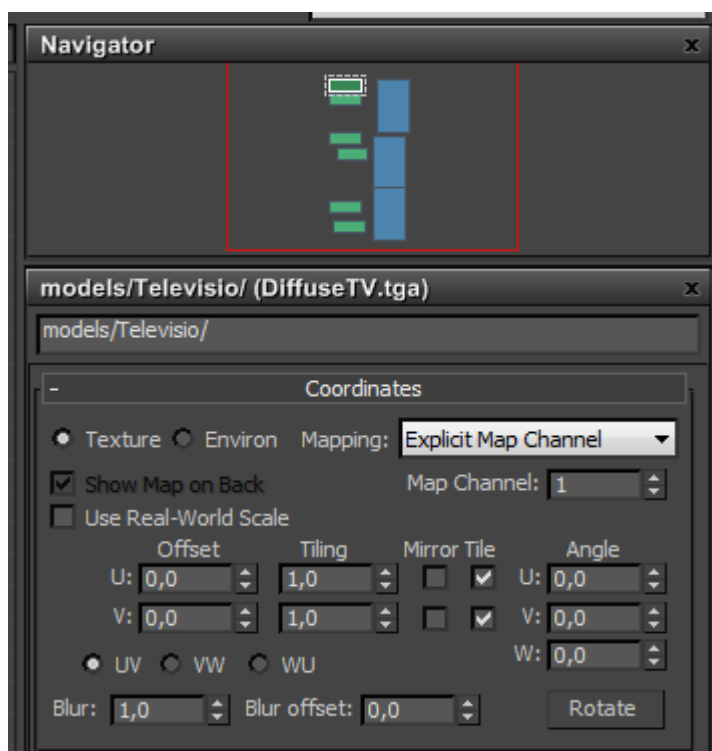 Navigator
models/Televisio/ (DiffuseTV.tga)
models/Televisio/
- Coordinates
Texture Environ Mapping: Explicit Map Channel
Show Map on Back Map Channel: 1
Use Real-World Scale
Offset Tiling Mirror Tile Angle
U: 0,0 1,0 U: 0,0
V: 0,0 1,0 V: 0,0
W: 0,0
UV VW WU
Blur: 1,0 Blur offset: 0,0 Rotate